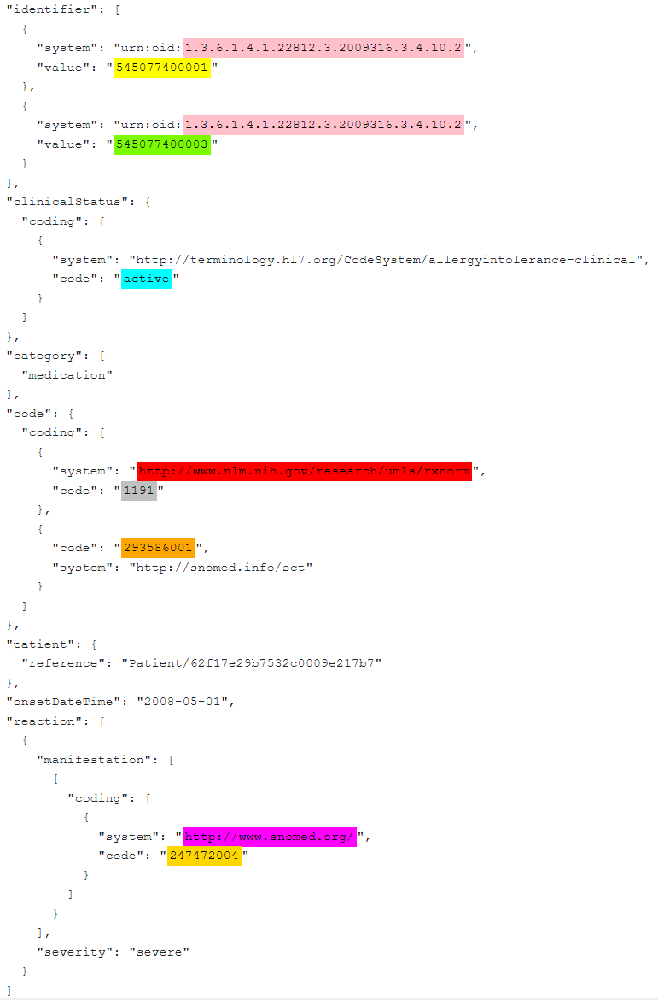 "identifier": [
{
"system": "urn:oid:1.3.6.1.4.1.22812.3.2009316.3.4.10.2",
"value": "545077400001"
},
{
"system": "urn:oid:1.3.6.1.4.1.22812.3.2009316.3.4.10.2",
"value": "545077400003"
}
],
"clinicalStatus": {
"coding": [
{
"system": "http://terminology.hl7.org/CodeSystem/allergyintolerance-clinical",
"code": "active"
}
]
},
"category": [
"medication"
],
"code": {
"coding": [
{
"system": "http://www.nlm.nih.gov/research/umls/rxnorm",
"code": "1191"
},
{
"code": "293586001",
"system": "http://snomed.info/sct"
}
]
},
"patient": {
"reference": "Patient/62f17e29b7532c0009e217b7"
},
"onsetDateTime": "2008-05-01",
"reaction": [
{
"manifestation": [
{
"coding": [
{
"system": "http://www.snomed.org/",
"code": "247472004"
}
]
}
],
"severity": "severe"
}
]